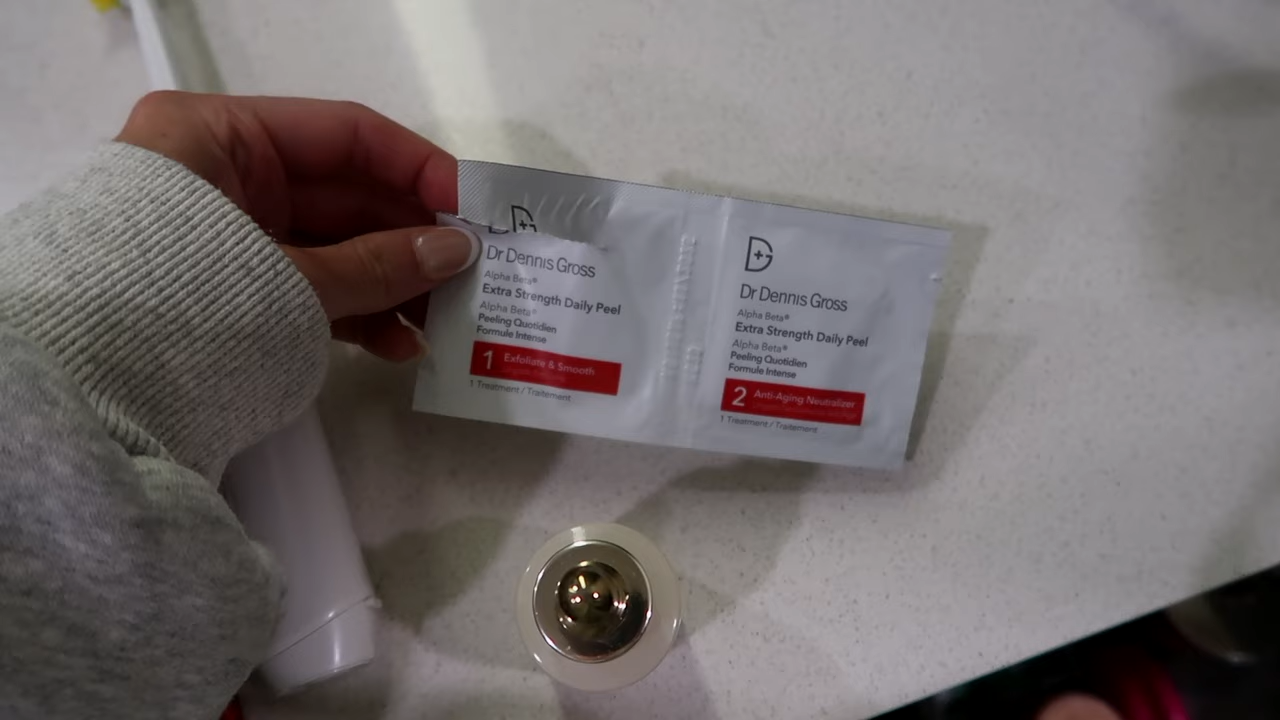 Dr Dennis Gross
Alpha Beta®
Extra Strength Daily Peel
Alpha Beta®
Peeling Quotidien
Formule Intense
1 Exfoliate & Smooth
1 Treatment / Traitement
Dr Dennis Gross
Alpha Beta®
Extra Strength Daily Peel
Alpha Beta®
Peeling Quotidien
Formule Intense
2 Anti-Aging Neutralizer
1 Treatment / Traitement